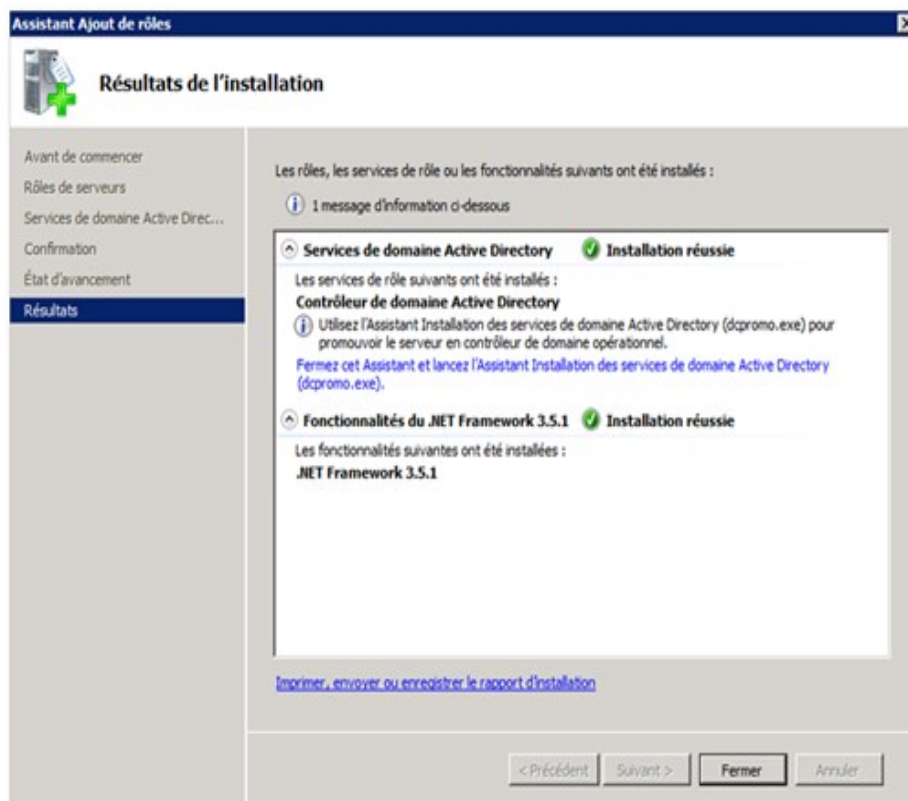 Assistant Ajout de rôles
Résultats de l'installation
Avant de commencer
Rôles de serveurs
Services de domaine Active Direc...
Confirmation
État d'avancement
Résultats
Les rôles, les services de rôle ou les fonctionnalités suivants ont été installés :
1 message d'information ci-dessous
Services de domaine Active Directory Installation réussie
Les services de rôle suivants ont été installés :
Contrôleur de domaine Active Directory
Utilisez l'Assistant Installation des services de domaine Active Directory (dcpromo.exe) pour
promouvoir le serveur en contrôleur de domaine opérationnel.
Fermez cet Assistant et lancez l'Assistant Installation des services de domaine Active Directory
(dcpromo.exe).
Fonctionnalités du .NET Framework 3.5.1 Installation réussie
Les fonctionnalités suivantes ont été installées :
.NET Framework 3.5.1
Imprimer, envoyer ou enregistrer le rapport d'installation
< Précédent Suivant > Fermer Annuler